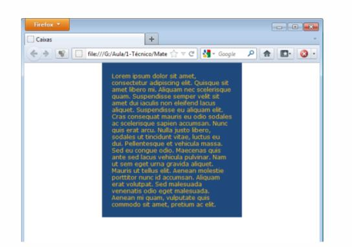 Firefox
Caixas
file:///G:/Aula/1-Técnico/Mate
Google
Lorem ipsum dolor sit amet,
consectetur adipiscing elit. Quisque sit
amet libero mi. Aliquam nec scelerisque
quam. Suspendisse semper velit sit
amet dui iaculis non eleifend lacus
aliquet. Suspendisse eu aliquam elit.
Cras consequat mauris eu odio sodales
ac scelerisque sapien accumsan. Nunc
quis erat arcu. Nulla justo libero,
sodales ut tincidunt vitae, luctus eu
dui. Pellentesque et vehicula massa.
Sed eu congue odio. Maecenas quis
ante sed lacus vehicula pulvinar. Nam
ut sem eget urna gravida aliquet.
Mauris ut tellus elit. Aenean molestie
porttitor nunc id accumsan. Aliquam
erat volutpat. Sed malesuada
venenatis odio eget malesuada.
Aenean mi quam, vulputate quis
commodo sit amet, pretium ac elit.